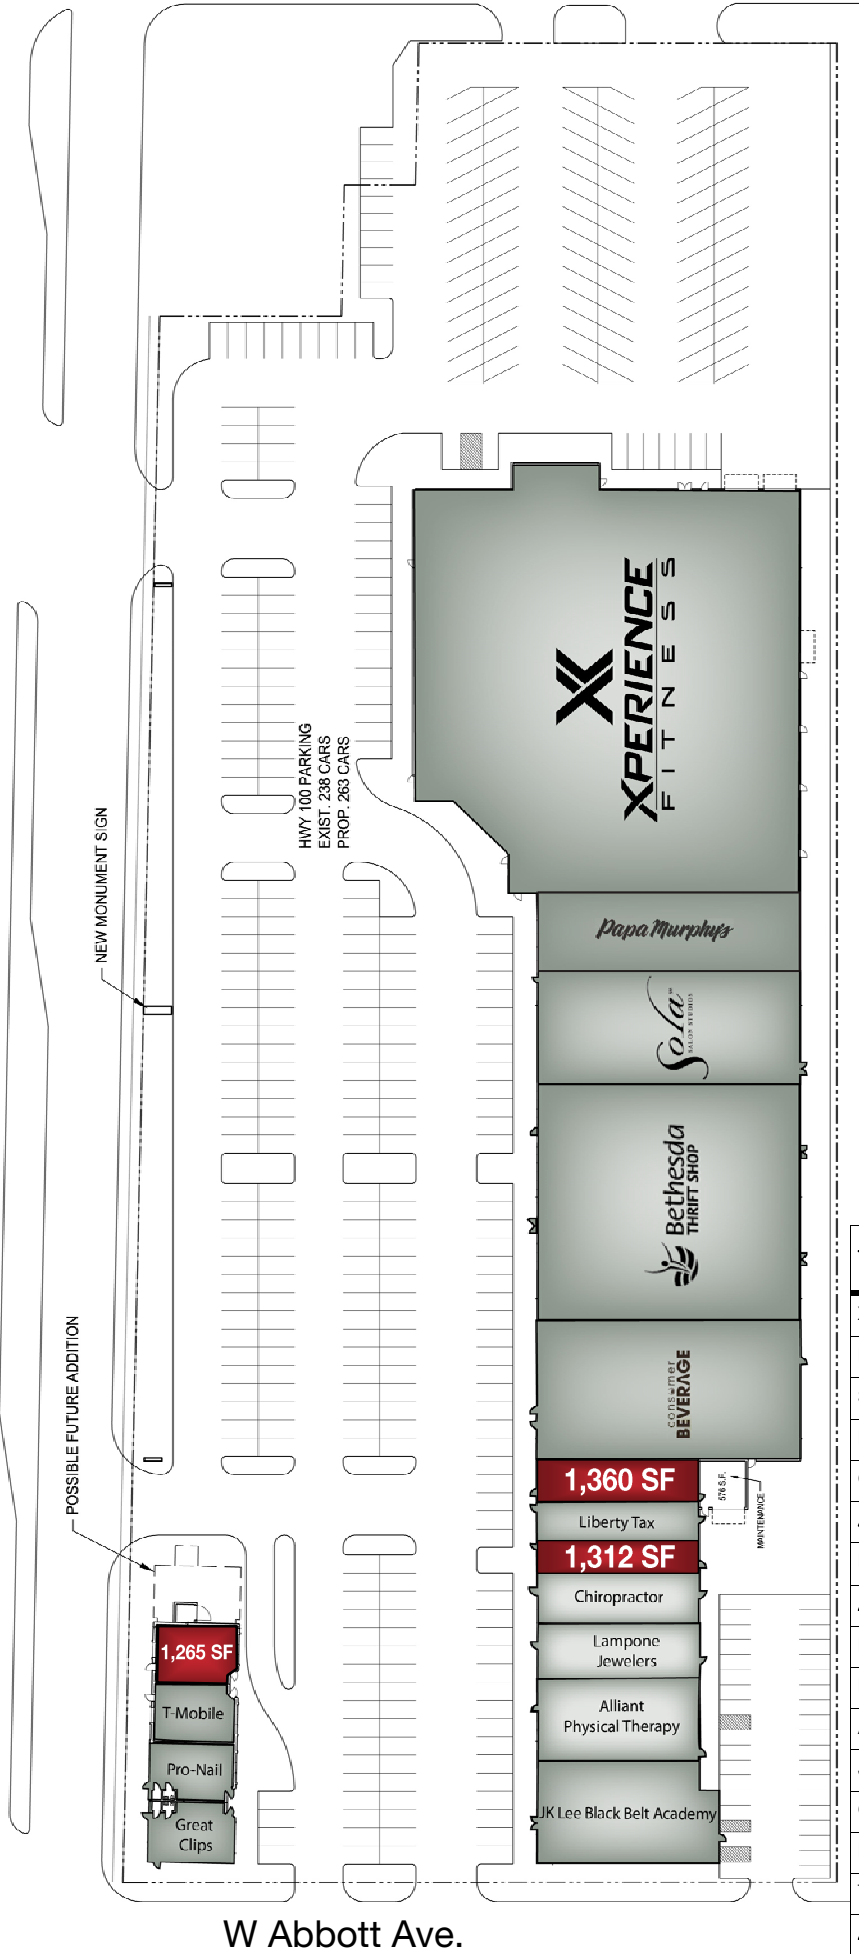 XPERIENCE
FITNESS
HWY 100 PARKING
EXIST. 238 CARS
PROP. 263 CARS
NEW MONUMENT SIGN
Papa Murphy's
Sola
SALON STUDIOS
Bethesda
THRIFT SHOP
POSSIBLE FUTURE ADDITION
consumer
BEVERAGE
1,360 SF
576 S.F.
MAINTENANCE
Liberty Tax
1,312 SF
Chiropractor
Lampone
Jewelers
1,265 SF
T-Mobile
Alliant
Physical Therapy
Pro-Nail
Great
Clips
JK Lee Black Belt Academy
W Abbott Ave.